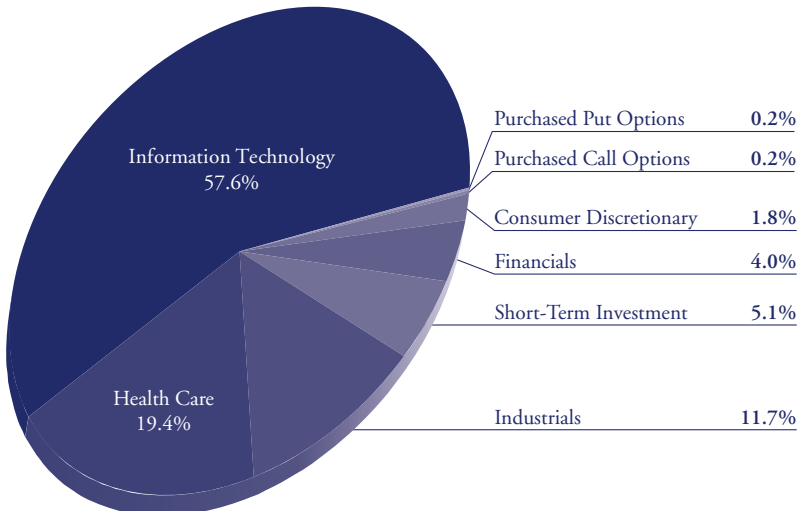 Purchased Put Options 0.2%
Information Technology
57.6%
Purchased Call Options 0.2%
Consumer Discretionary 1.8%
Financials 4.0%
Short-Term Investment 5.1%
Health Care
19.4%
Industrials 11.7%